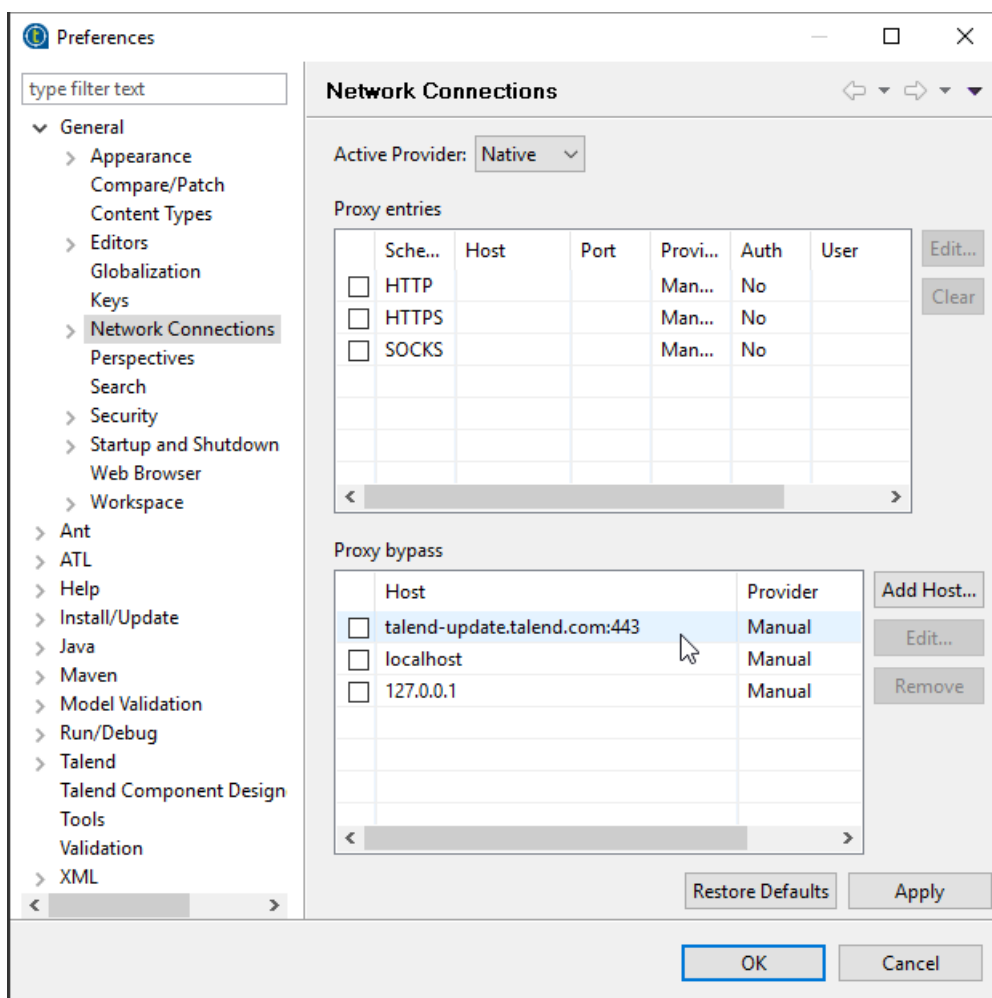 Preferences
type filter text
General
Appearance
Compare/Patch
Content Types
Editors
Globalization
Keys
Network Connections
Perspectives
Search
Security
Startup and Shutdown
Web Browser
Workspace
Ant
ATL
Help
Install/Update
Java
Maven
Model Validation
Run/Debug
Talend
Talend Component Design
Tools
Validation
XML
Network Connections
Active Provider: Native
Proxy entries
Sche... Host Port Provi... Auth User
HTTP Man... No
HTTPS Man... No
SOCKS Man... No
Edit...
Clear
Proxy bypass
Host Provider
talend-update.talend.com:443 Manual
localhost Manual
127.0.0.1 Manual
Add Host...
Edit...
Remove
Restore Defaults Apply
OK Cancel